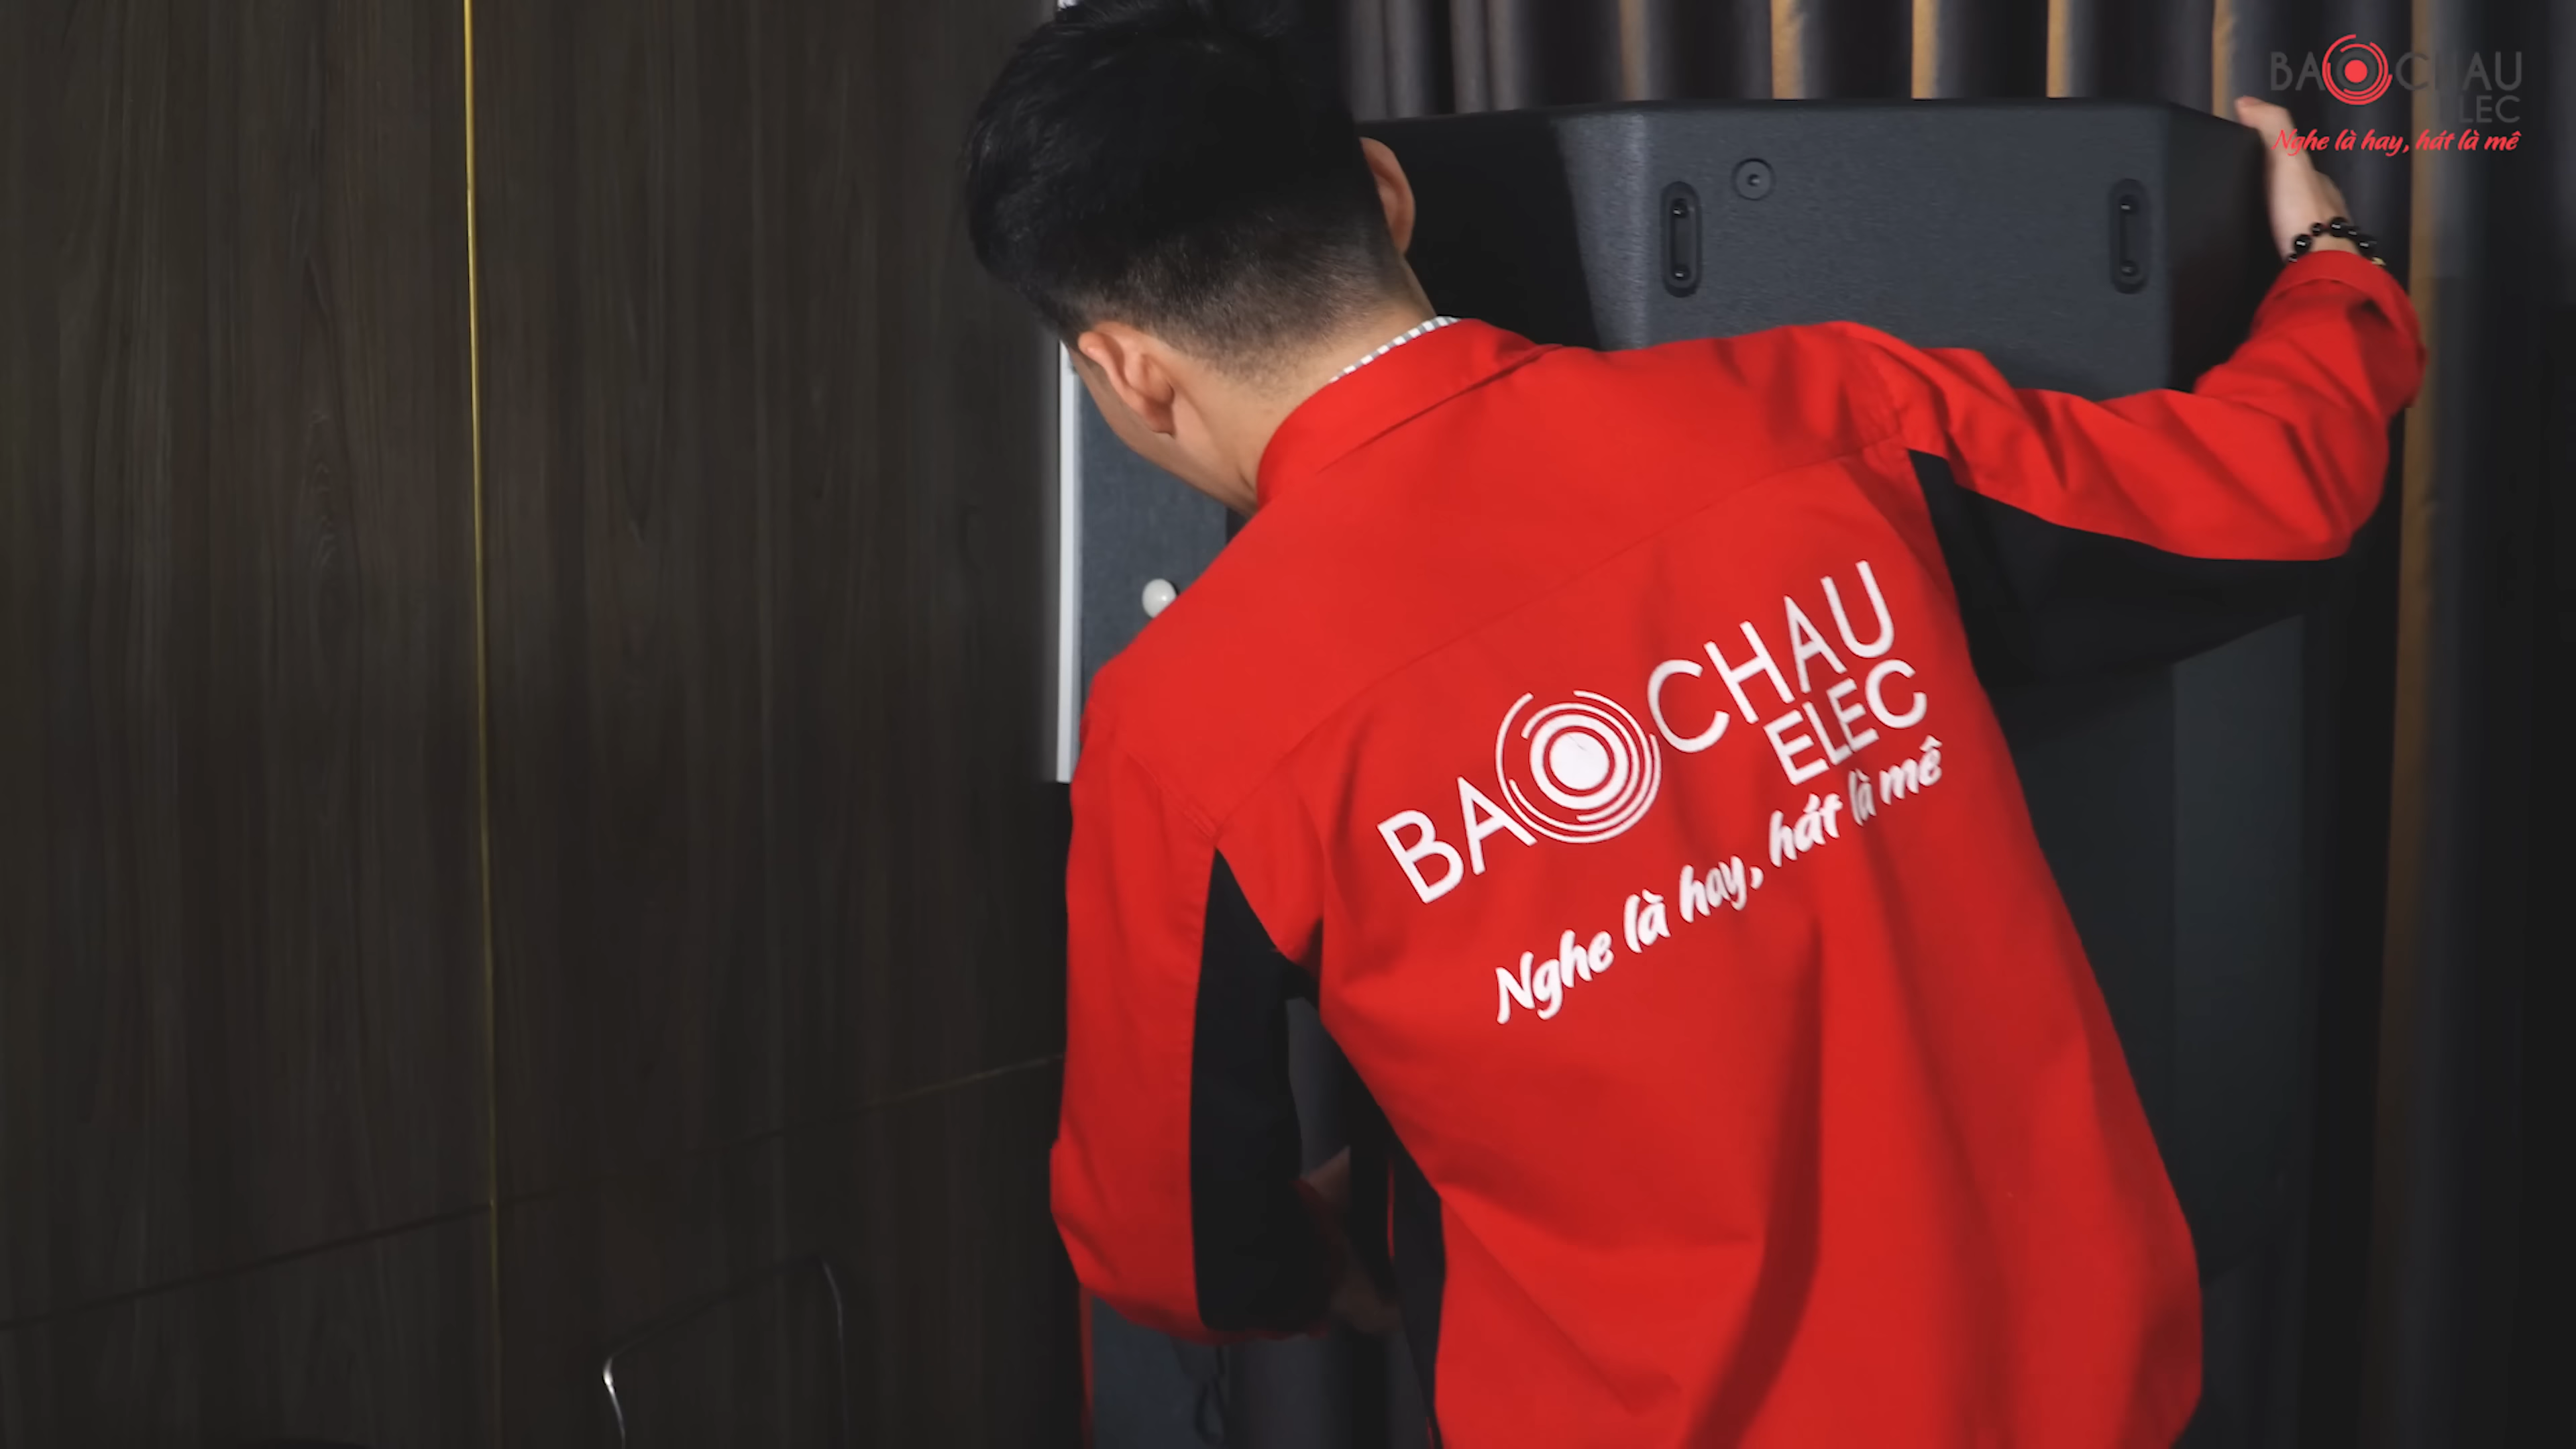 BAOCHAU
ELEC
Nghe là hay, hát là mê
BAOCHAU
ELEC
Nghe là hay, hát là mê